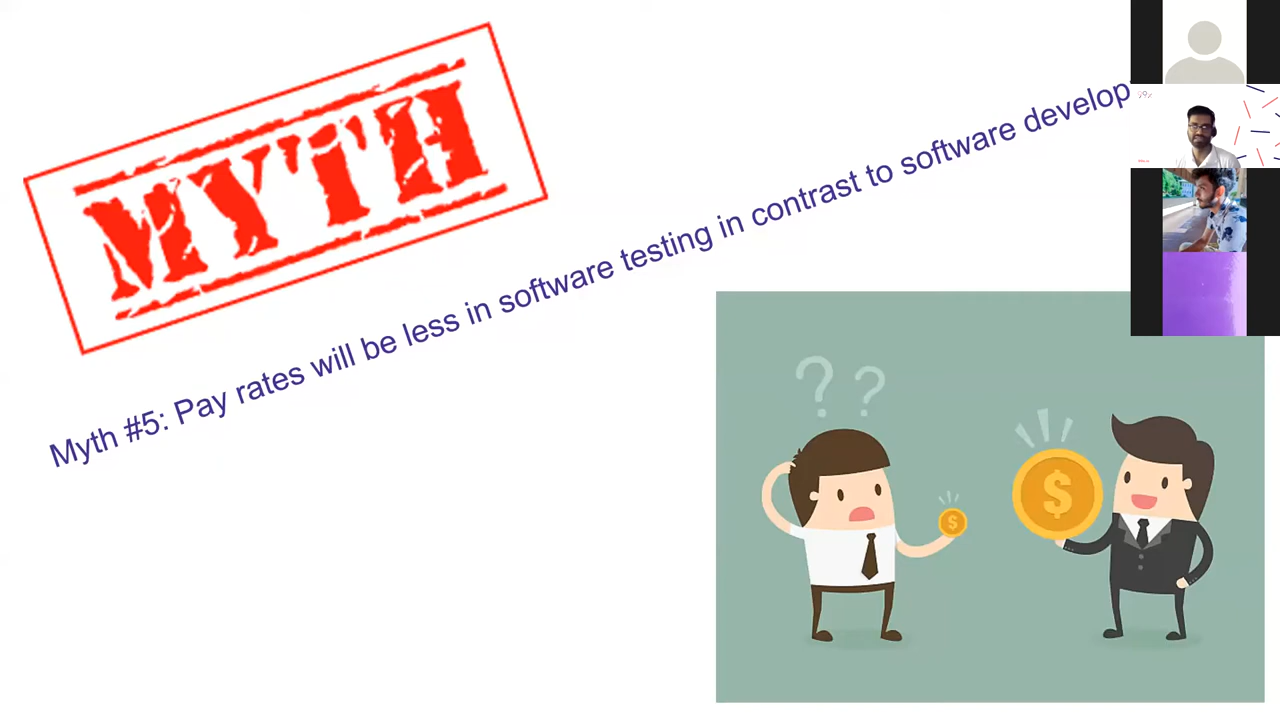 MYTH
Myth #5: Pay rates will be less in software testing in contrast to software develop
? ?
$
$